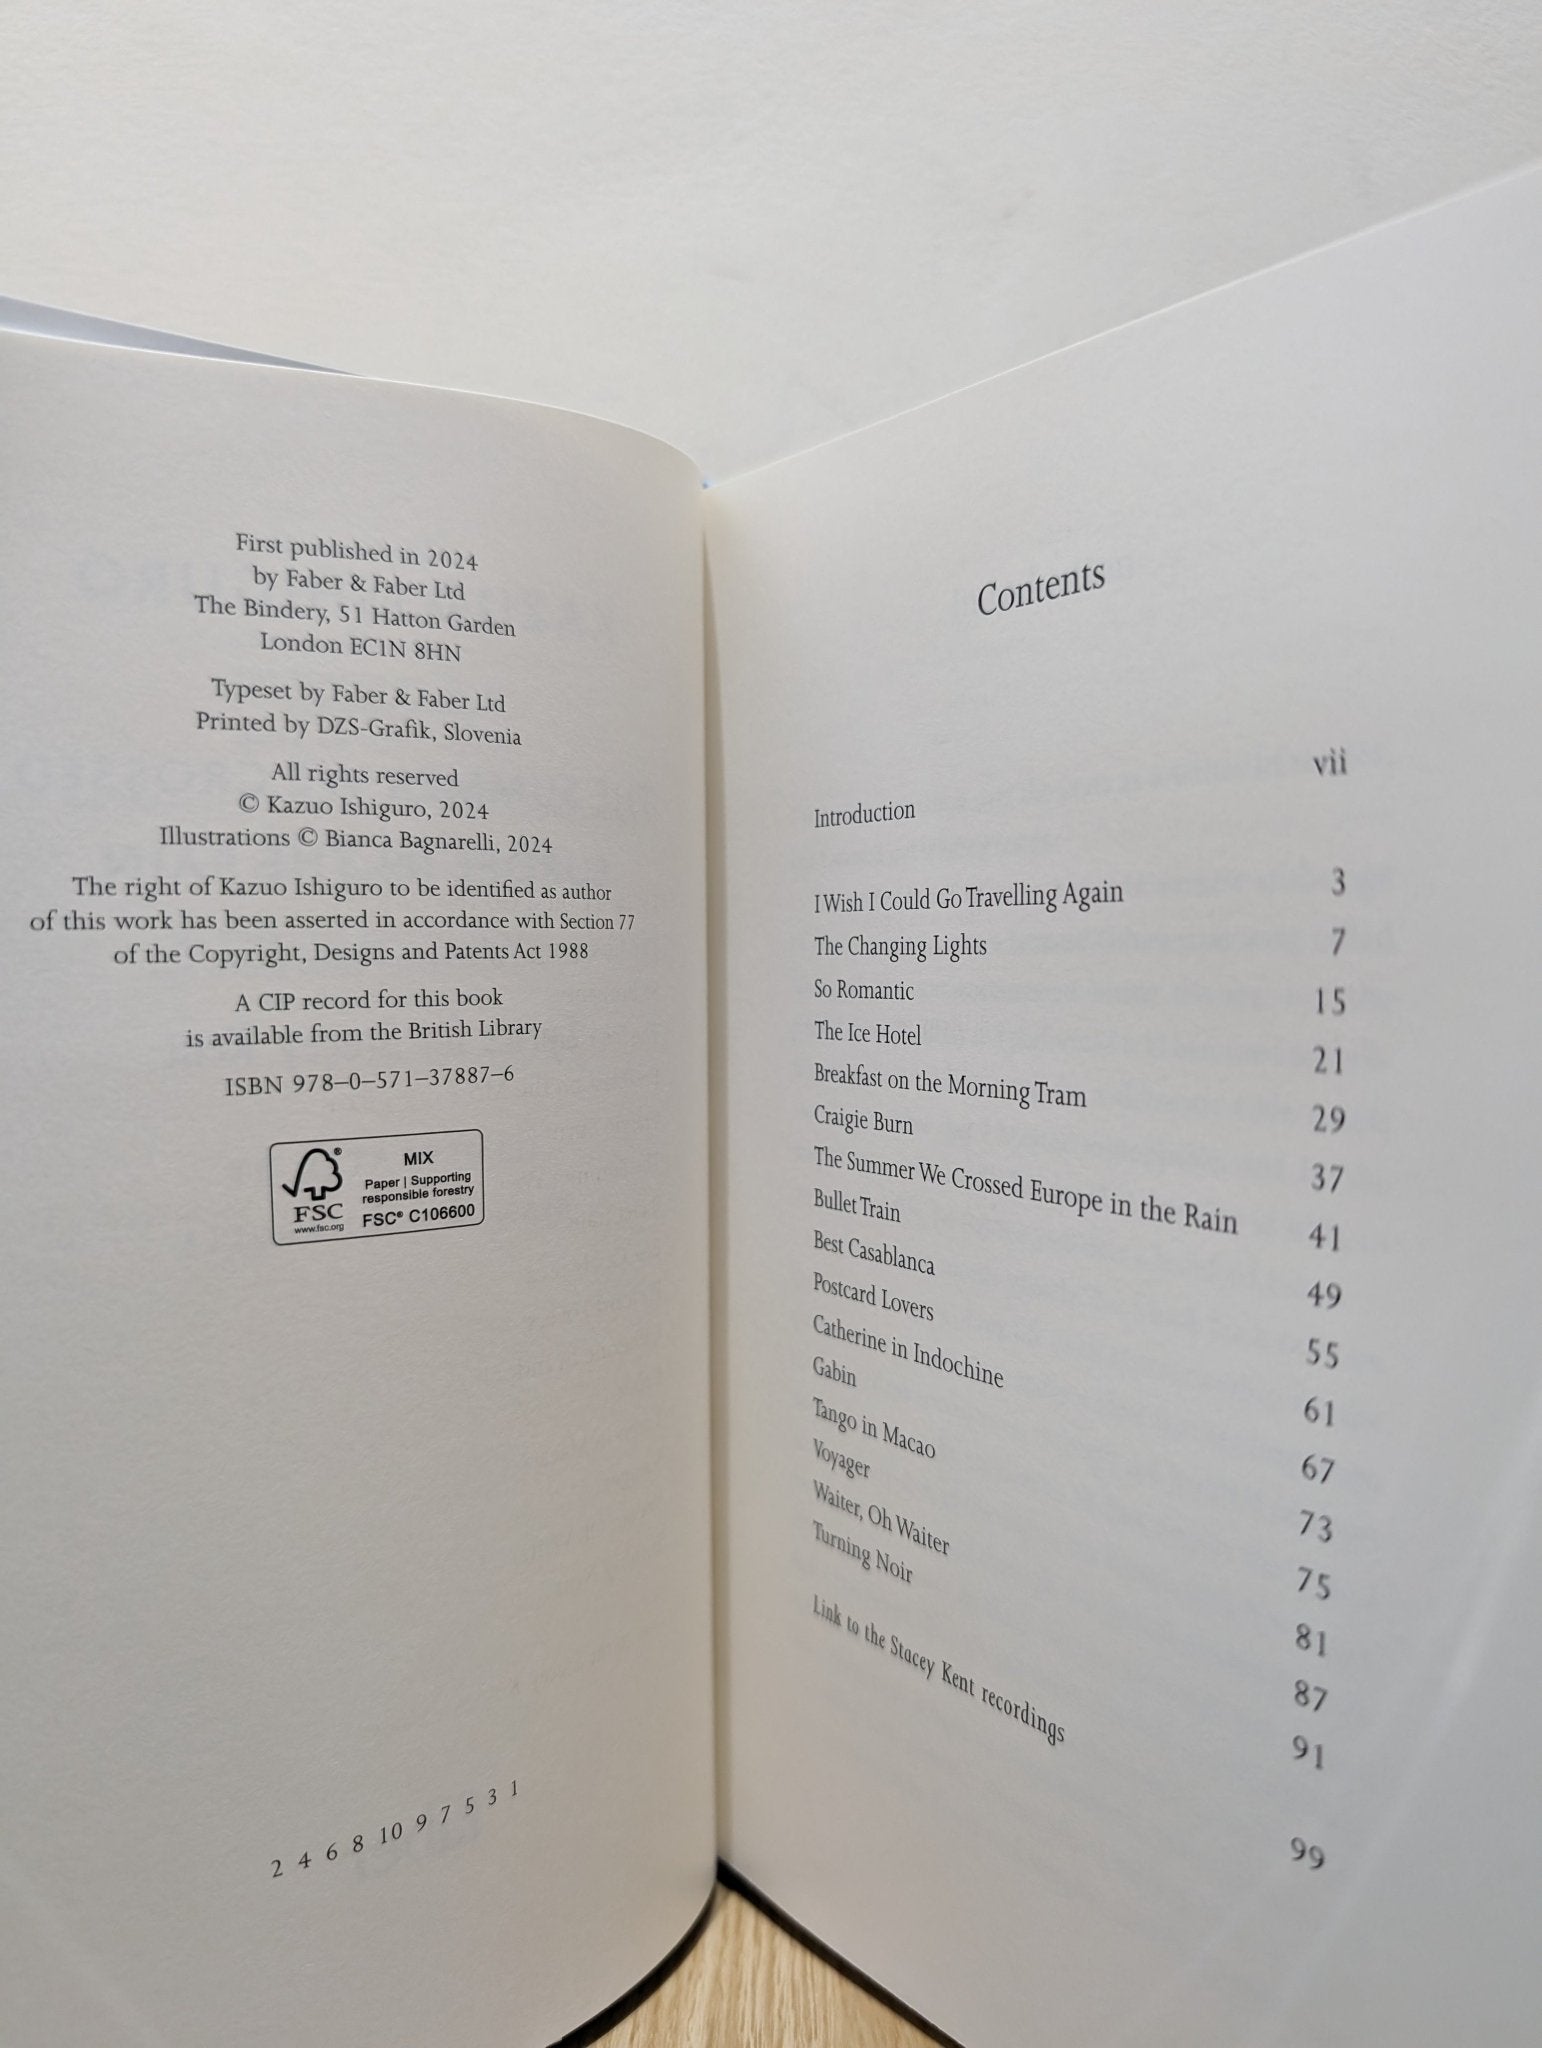 First published in 2024
by Faber & Faber Ltd
The Bindery, 51 Hatton Garden
London EC1N 8HN
Typeset by Faber & Faber Ltd
Printed by DZS-Grafik, Slovenia
All rights reserved
© Kazuo Ishiguro, 2024
Illustrations © Bianca Bagnarelli, 2024
The right of Kazuo Ishiguro to be identified as author
of this work has been asserted in accordance with Section 77
of the Copyright, Designs and Patents Act 1988
A CIP record for this book
is available from the British Library
ISBN 978–0–571–37887–6
FSC
www.fsc.org
MIX
Paper | Supporting
responsible forestry
FSC® C106600
2 4 6 8 10 9 7 5 3 1
Contents
Introduction vii
I Wish I Could Go Travelling Again 3
The Changing Lights 7
So Romantic 15
The Ice Hotel 21
Breakfast on the Morning Tram 29
Craigie Burn 37
The Summer We Crossed Europe in the Rain 41
Bullet Train 49
Best Casablanca 55
Postcard Lovers 61
Catherine in Indochine 67
Gabin 73
Tango in Macao 75
Voyager 81
Waiter, Oh Waiter 87
Turning Noir 91
Link to the Stacey Kent recordings 99